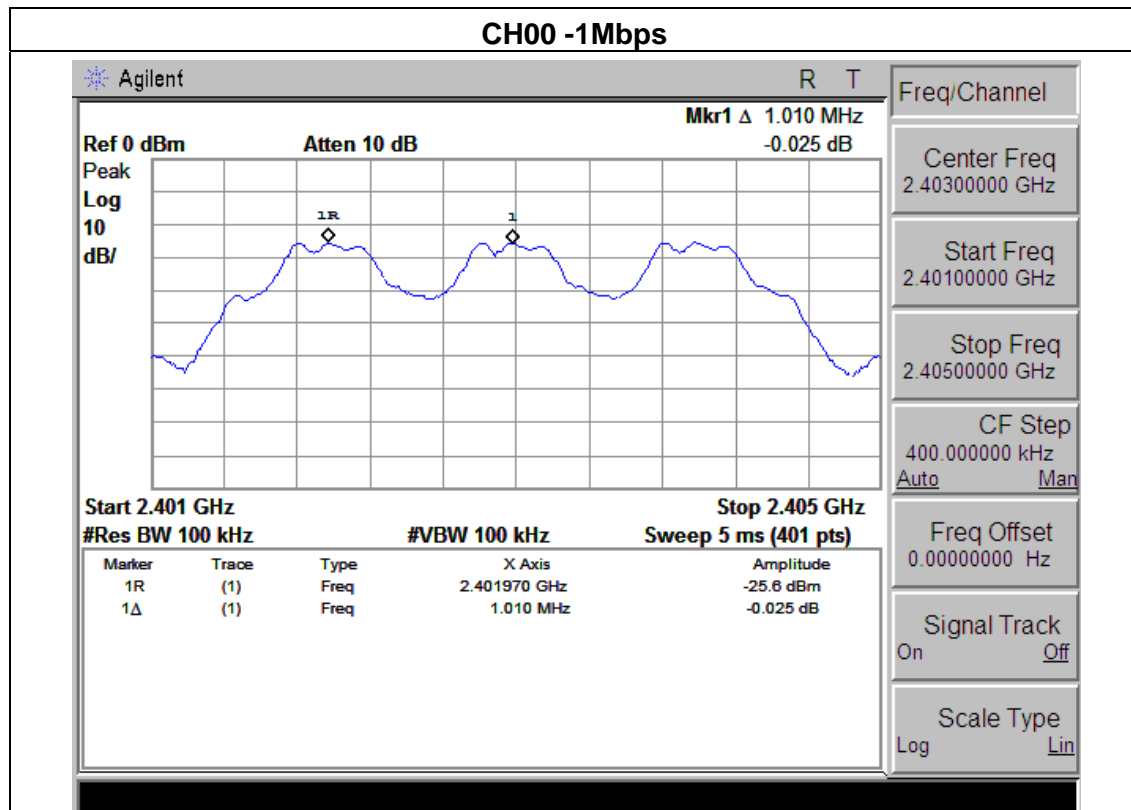 CH00 -1Mbps
Agilent R T
Mkr1 Δ 1.010 MHz
Ref 0 dBm Atten 10 dB -0.025 dB
Peak
Log
10
dB/
1R 1
Start 2.401 GHz Stop 2.405 GHz
#Res BW 100 kHz #VBW 100 kHz Sweep 5 ms (401 pts)
Marker Trace Type X Axis Amplitude
1R (1) Freq 2.401970 GHz -25.6 dBm
1Δ (1) Freq 1.010 MHz -0.025 dB
Freq/Channel
Center Freq
2.40300000 GHz
Start Freq
2.40100000 GHz
Stop Freq
2.40500000 GHz
CF Step
400.000000 kHz
Auto Man
Freq Offset
0.00000000 Hz
Signal Track
On Off
Scale Type
Log Lin